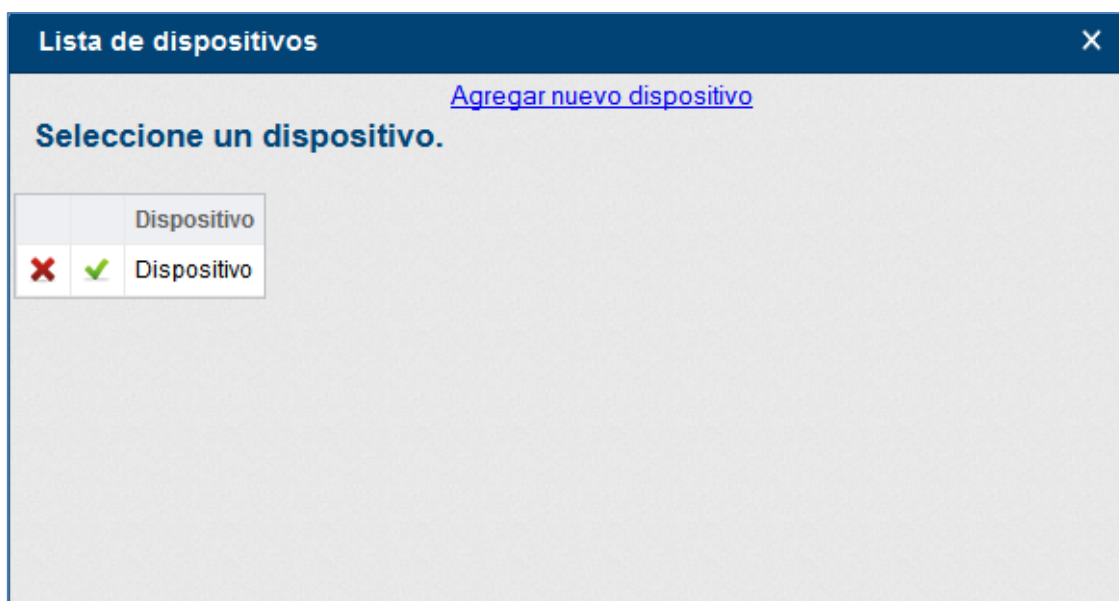 Lista de dispositivos
Agregar nuevo dispositivo
Seleccione un dispositivo.
Dispositivo
Dispositivo